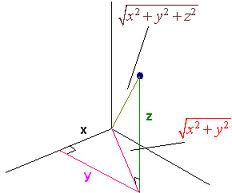 √x² + y² + z²
x
z
√x² + y²
y